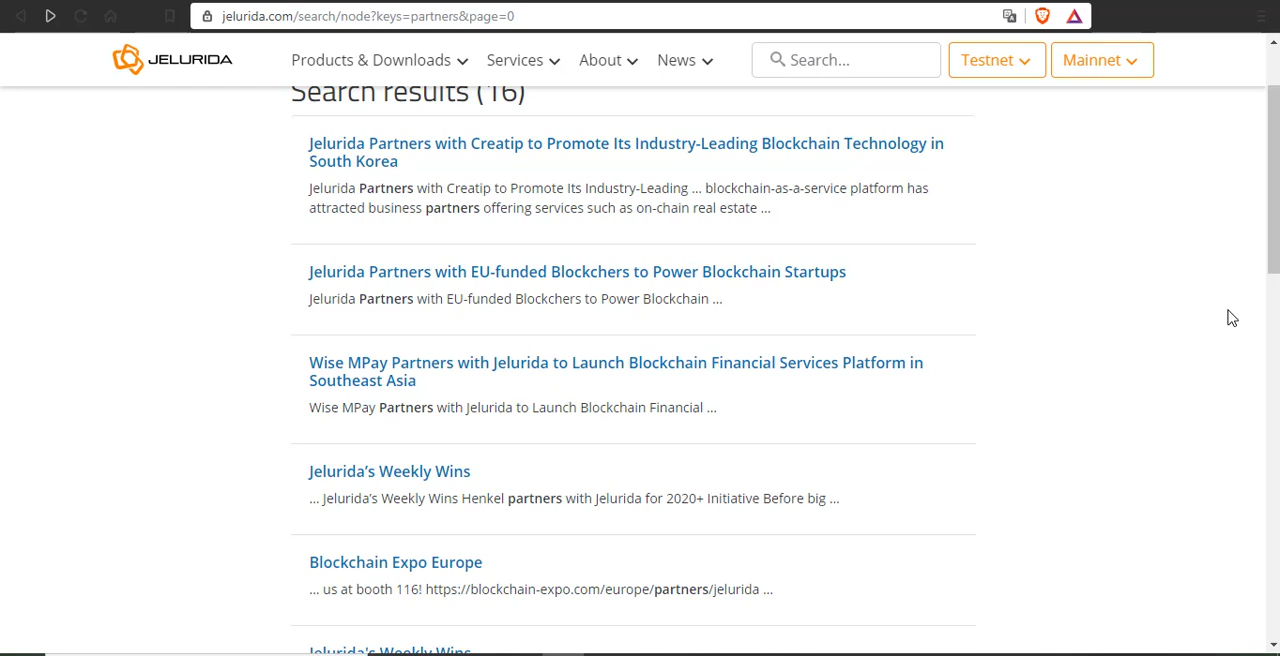 jelurida.com/search/node?keys=partners&page=0
JELURIDA
Products & Downloads
Services
About
News
Search...
Testnet
Mainnet
Search results (16)
Jelurida Partners with Creatip to Promote Its Industry-Leading Blockchain Technology in
South Korea
Jelurida Partners with Creatip to Promote Its Industry-Leading ... blockchain-as-a-service platform has
attracted business partners offering services such as on-chain real estate ...
Jelurida Partners with EU-funded Blockchers to Power Blockchain Startups
Jelurida Partners with EU-funded Blockchers to Power Blockchain ...
Wise MPay Partners with Jelurida to Launch Blockchain Financial Services Platform in
Southeast Asia
Wise MPay Partners with Jelurida to Launch Blockchain Financial ...
Jelurida’s Weekly Wins
... Jelurida’s Weekly Wins Henkel partners with Jelurida for 2020+ Initiative Before big ...
Blockchain Expo Europe
... us at booth 116! https://blockchain-expo.com/europe/partners/jelurida ...
Jelurida's Weekly Wins